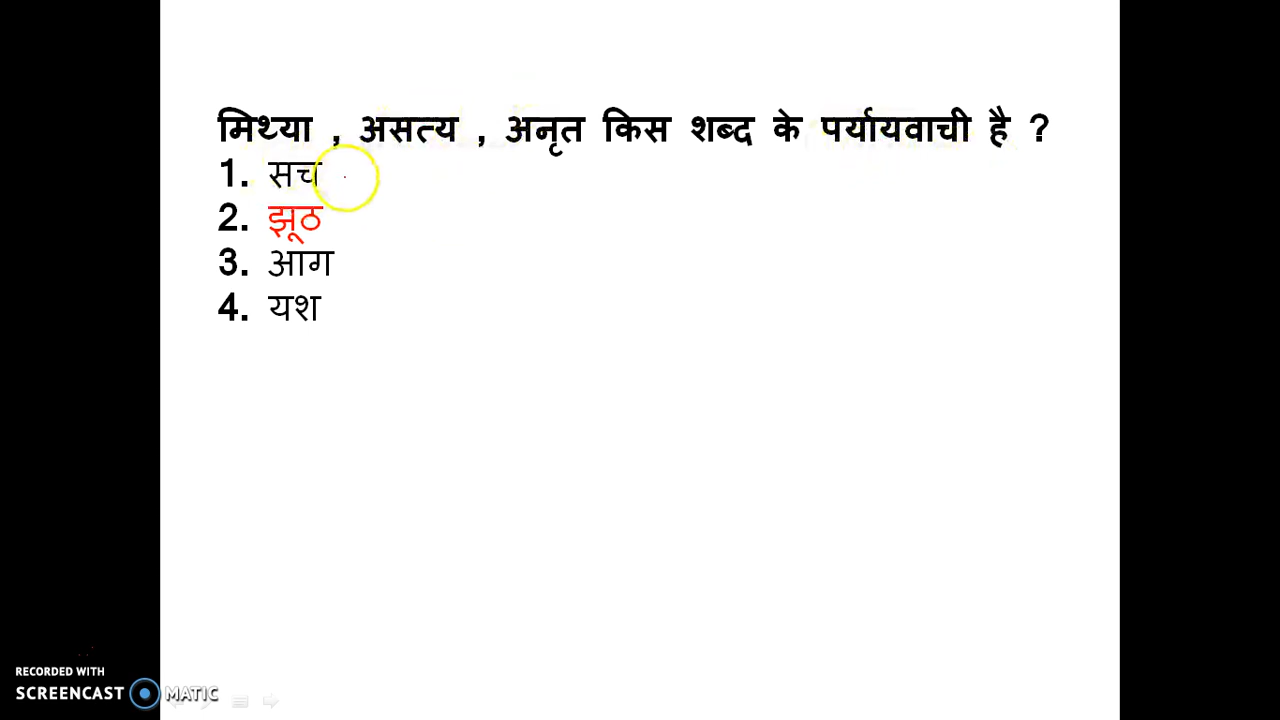 मिथ्या , असत्य , अनृत किस शब्द के पर्यायवाची है ?
1. सच
2. झूठ
3. आग
4. यश
RECORDED WITH
SCREENCAST MATIC